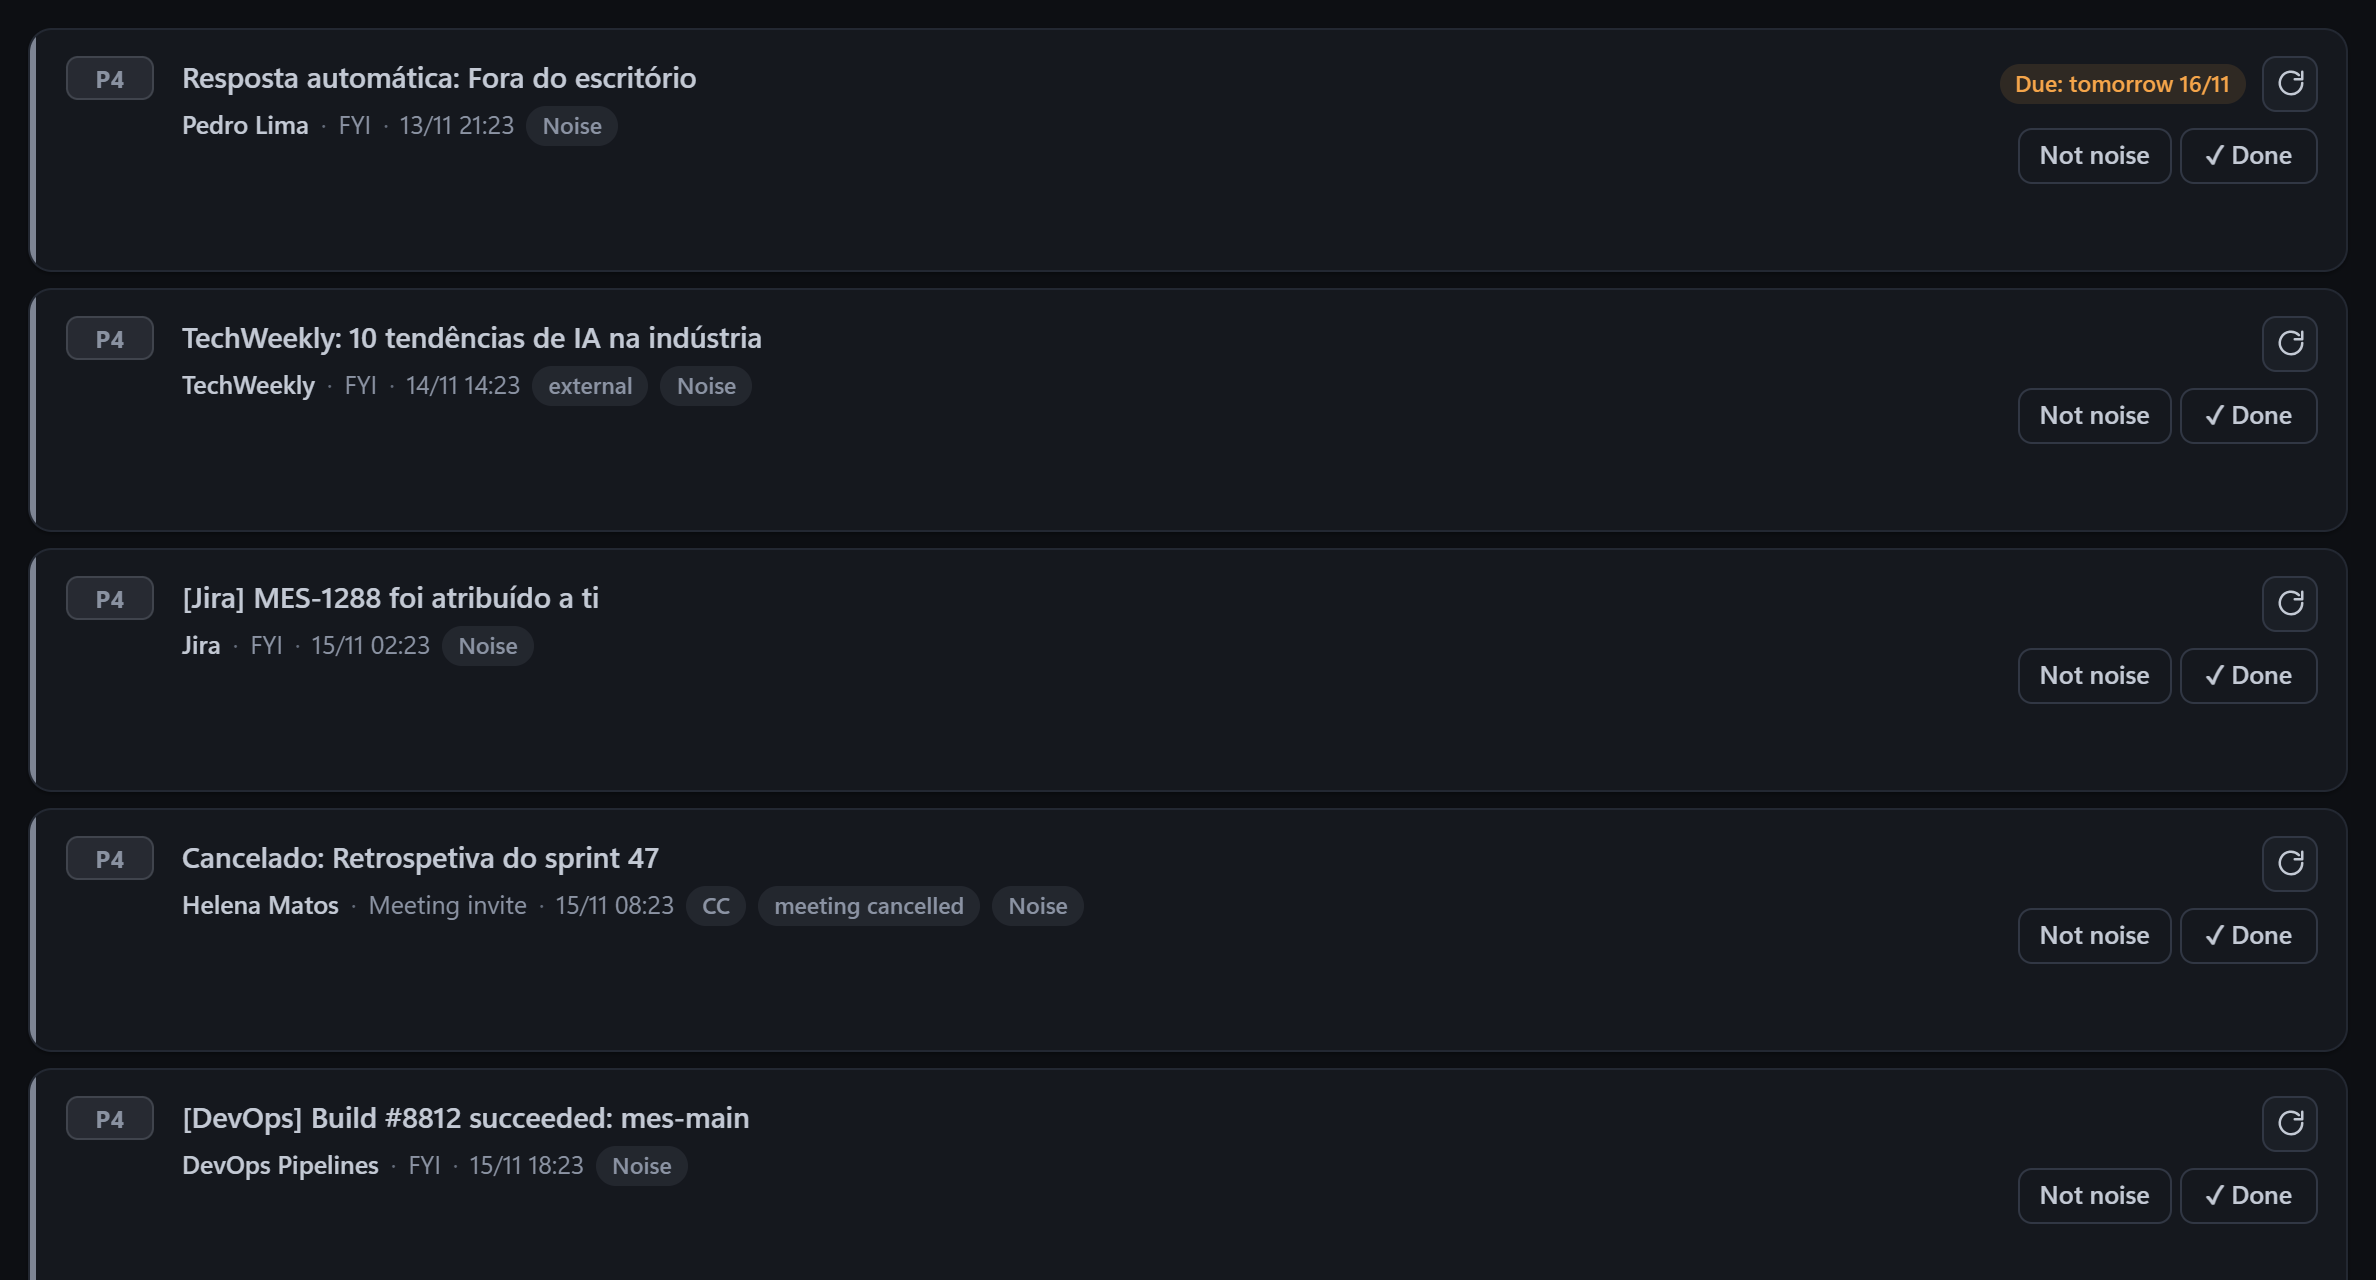 P4 Resposta automática: Fora do escritório Due: tomorrow 16/11
Pedro Lima · FYI · 13/11 21:23 Noise
Not noise ✓ Done
P4 TechWeekly: 10 tendências de IA na indústria
TechWeekly · FYI · 14/11 14:23 external Noise
Not noise ✓ Done
P4 [Jira] MES-1288 foi atribuído a ti
Jira · FYI · 15/11 02:23 Noise
Not noise ✓ Done
P4 Cancelado: Retrospetiva do sprint 47
Helena Matos · Meeting invite · 15/11 08:23 CC meeting cancelled Noise
Not noise ✓ Done
P4 [DevOps] Build #8812 succeeded: mes-main
DevOps Pipelines · FYI · 15/11 18:23 Noise
Not noise ✓ Done